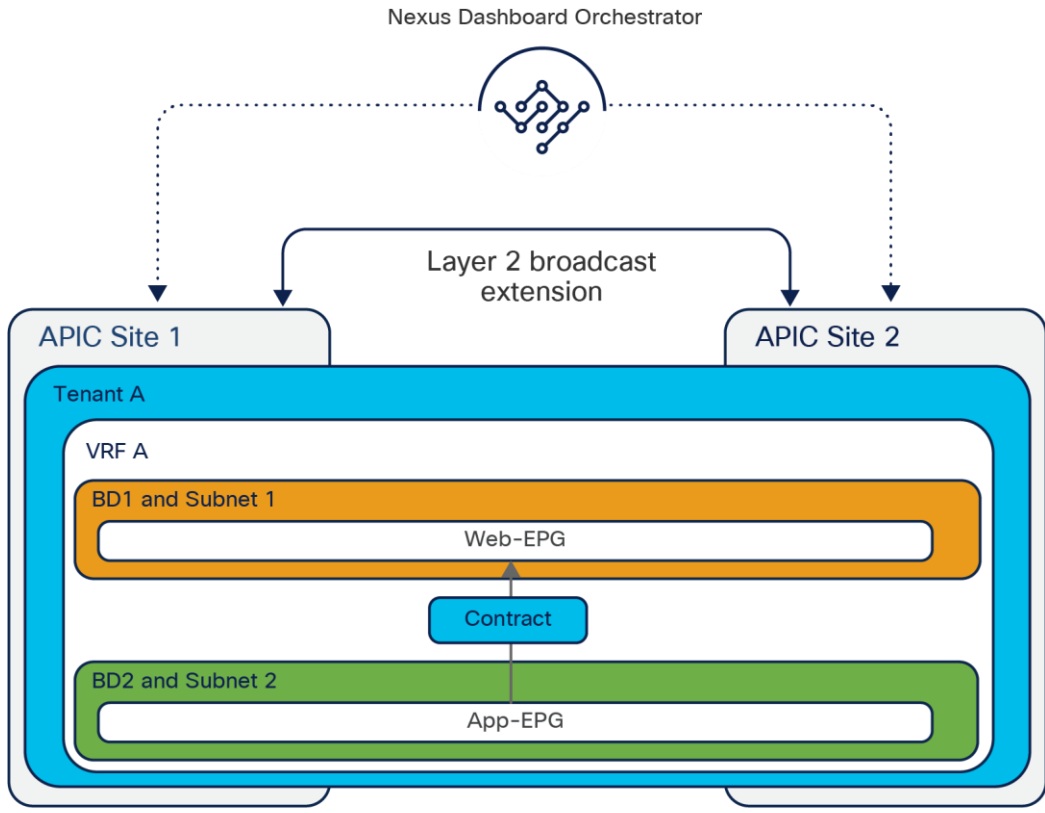 Nexus Dashboard Orchestrator
Layer 2 broadcast
extension
APIC Site 1
APIC Site 2
Tenant A
VRF A
BD1 and Subnet 1
Web-EPG
Contract
BD2 and Subnet 2
App-EPG